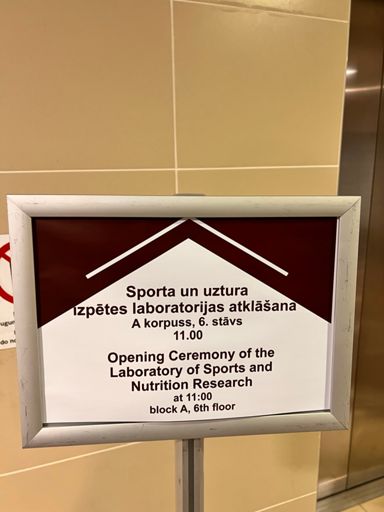 Sporta un uztura
izpētes laboratorijas atklāšana
A korpuss, 6. stāvs
11.00
Opening Ceremony of the
Laboratory of Sports and
Nutrition Research
at 11:00
block A, 6th floor